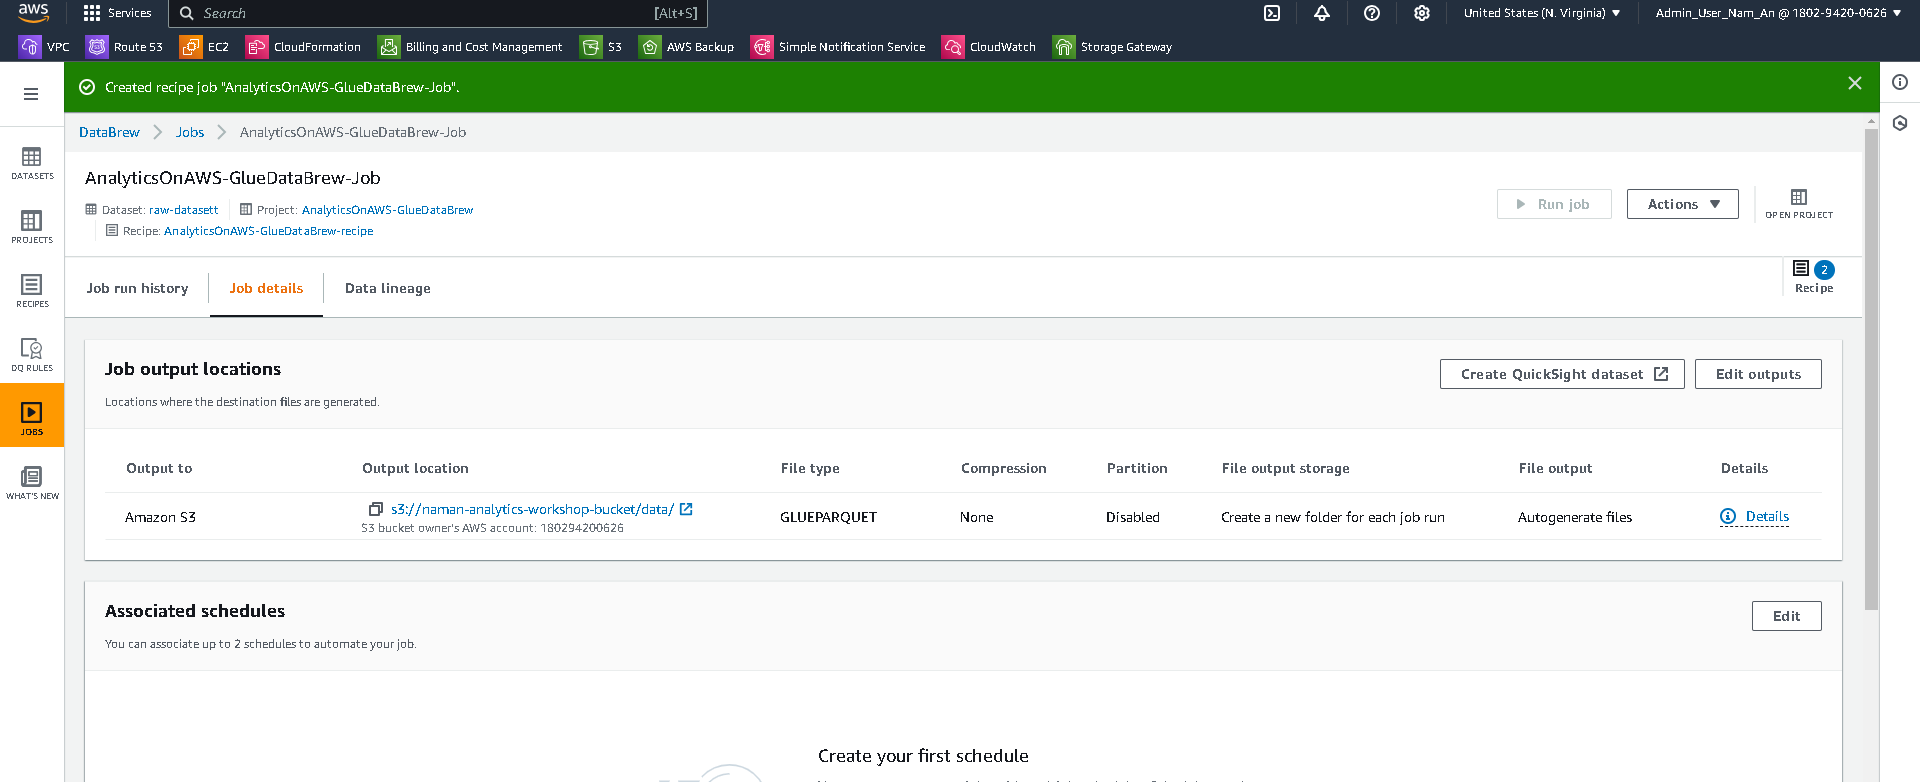 aws Services Search [Alt+S] United States (N. Virginia) Admin_User_Nam_An @ 1802-9420-0626
VPC Route 53 EC2 CloudFormation Billing and Cost Management S3 AWS Backup Simple Notification Service CloudWatch Storage Gateway
Created recipe job "AnalyticsOnAWS-GlueDataBrew-Job".
DataBrew Jobs AnalyticsOnAWS-GlueDataBrew-Job
DATASETS
PROJECTS
RECIPES
DQ RULES
JOBS
WHAT'S NEW
AnalyticsOnAWS-GlueDataBrew-Job
Dataset: raw-datasett Project: AnalyticsOnAWS-GlueDataBrew
Recipe: AnalyticsOnAWS-GlueDataBrew-recipe
Run job Actions OPEN PROJECT
Job run history Job details Data lineage
2
Recipe
Job output locations
Locations where the destination files are generated.
Create QuickSight dataset Edit outputs
Output to Output location File type Compression Partition File output storage File output Details
Amazon S3 s3://naman-analytics-workshop-bucket/data/ GLUEPARQUET None Disabled Create a new folder for each job run Autogenerate files Details
S3 bucket owner's AWS account: 180294200626
Associated schedules
You can associate up to 2 schedules to automate your job.
Edit
Create your first schedule